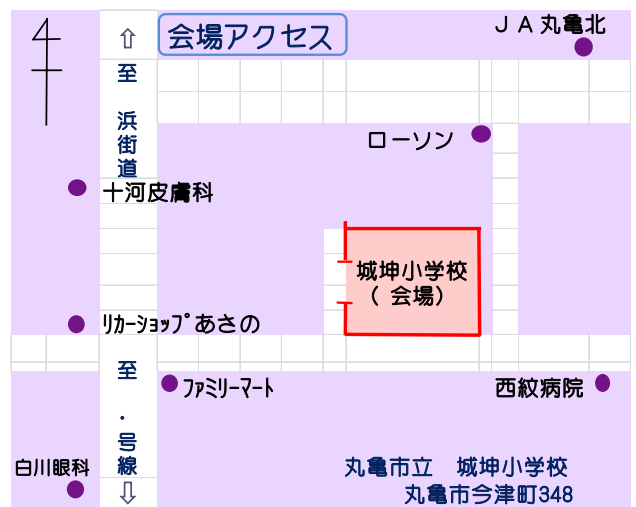 会場アクセス
ＪＡ丸亀北
⇧
至 浜街道
ローソン
十河皮膚科
城坤小学校
（ 会場）
ﾘｶｰｼｮｯﾌﾟあさの
至 .号線
ﾌｧﾐﾘｰﾏｰﾄ
西紋病院
白川眼科
⇩
丸亀市立　城坤小学校
丸亀市今津町348